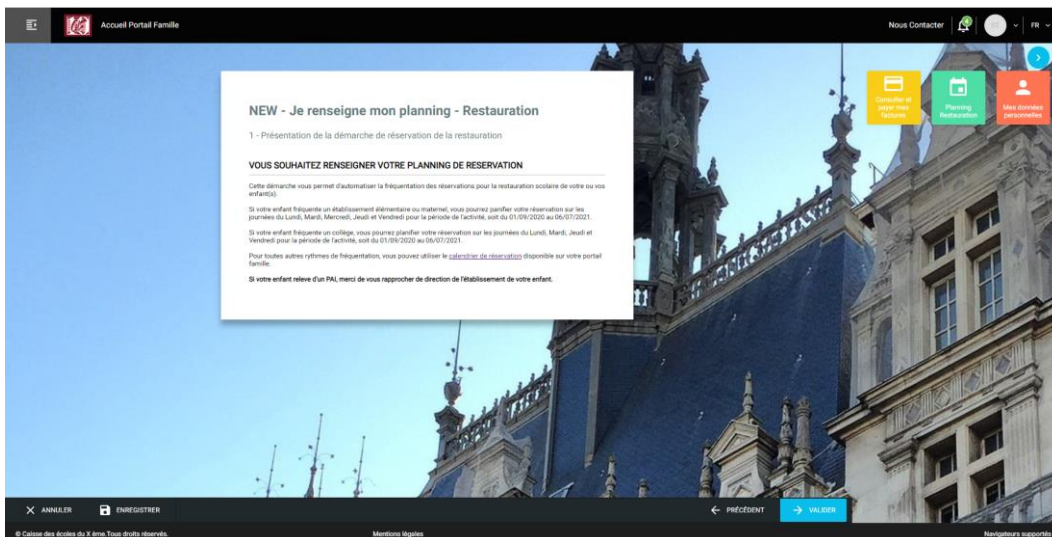 Accueil Portail Famille
Nous Contacter
FR
NEW - Je renseigne mon planning - Restauration
1 - Présentation de la démarche de réservation de la restauration
VOUS SOUHAITEZ RENSEIGNER VOTRE PLANNING DE RESERVATION
Cette démarche vous permet d'automatiser la fréquentation des réservations pour la restauration scolaire de votre ou vos
enfant(s).
Si votre enfant fréquente un établissement élémentaire ou maternel, vous pourrez panifier votre réservation sur les
journées du Lundi, Mardi, Mercredi, Jeudi et Vendredi pour la période de l'activité, soit du 01/09/2020 au 06/07/2021.
Si votre enfant fréquente un collège, vous pourrez planifier votre réservation sur les journées du Lundi, Mardi, Jeudi et
Vendredi pour la période de l'activité, soit du 01/09/2020 au 06/07/2021.
Pour toutes autres rythmes de fréquentation, vous pouvez utiliser le calendrier de réservation disponible sur votre portail
famille.
Si votre enfant releve d'un PAI, merci de vous rapprocher de direction de l'établissement de votre enfant.
Consulter et
payer mes
factures
Planning
Restauration
Mes données
personnelles
ANNULER
ENREGISTRER
PRÉCÉDENT
VALIDER
© Caisse des écoles du X ème.Tous droits réservés.
Mentions légales
Navigateurs supportés